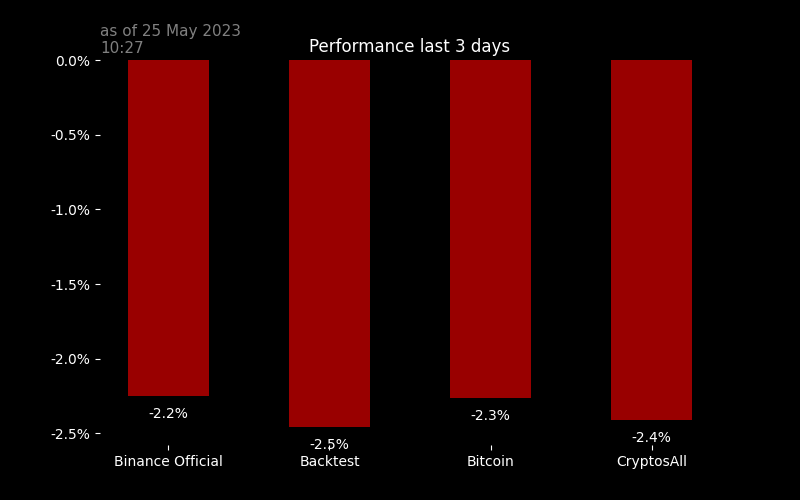 as of 25 May 2023
10:27
Performance last 3 days
0.0%
-0.5%
-1.0%
-1.5%
-2.0%
-2.5%
-2.2%
-2.5%
-2.3%
-2.4%
Binance Official
Backtest
Bitcoin
CryptosAll